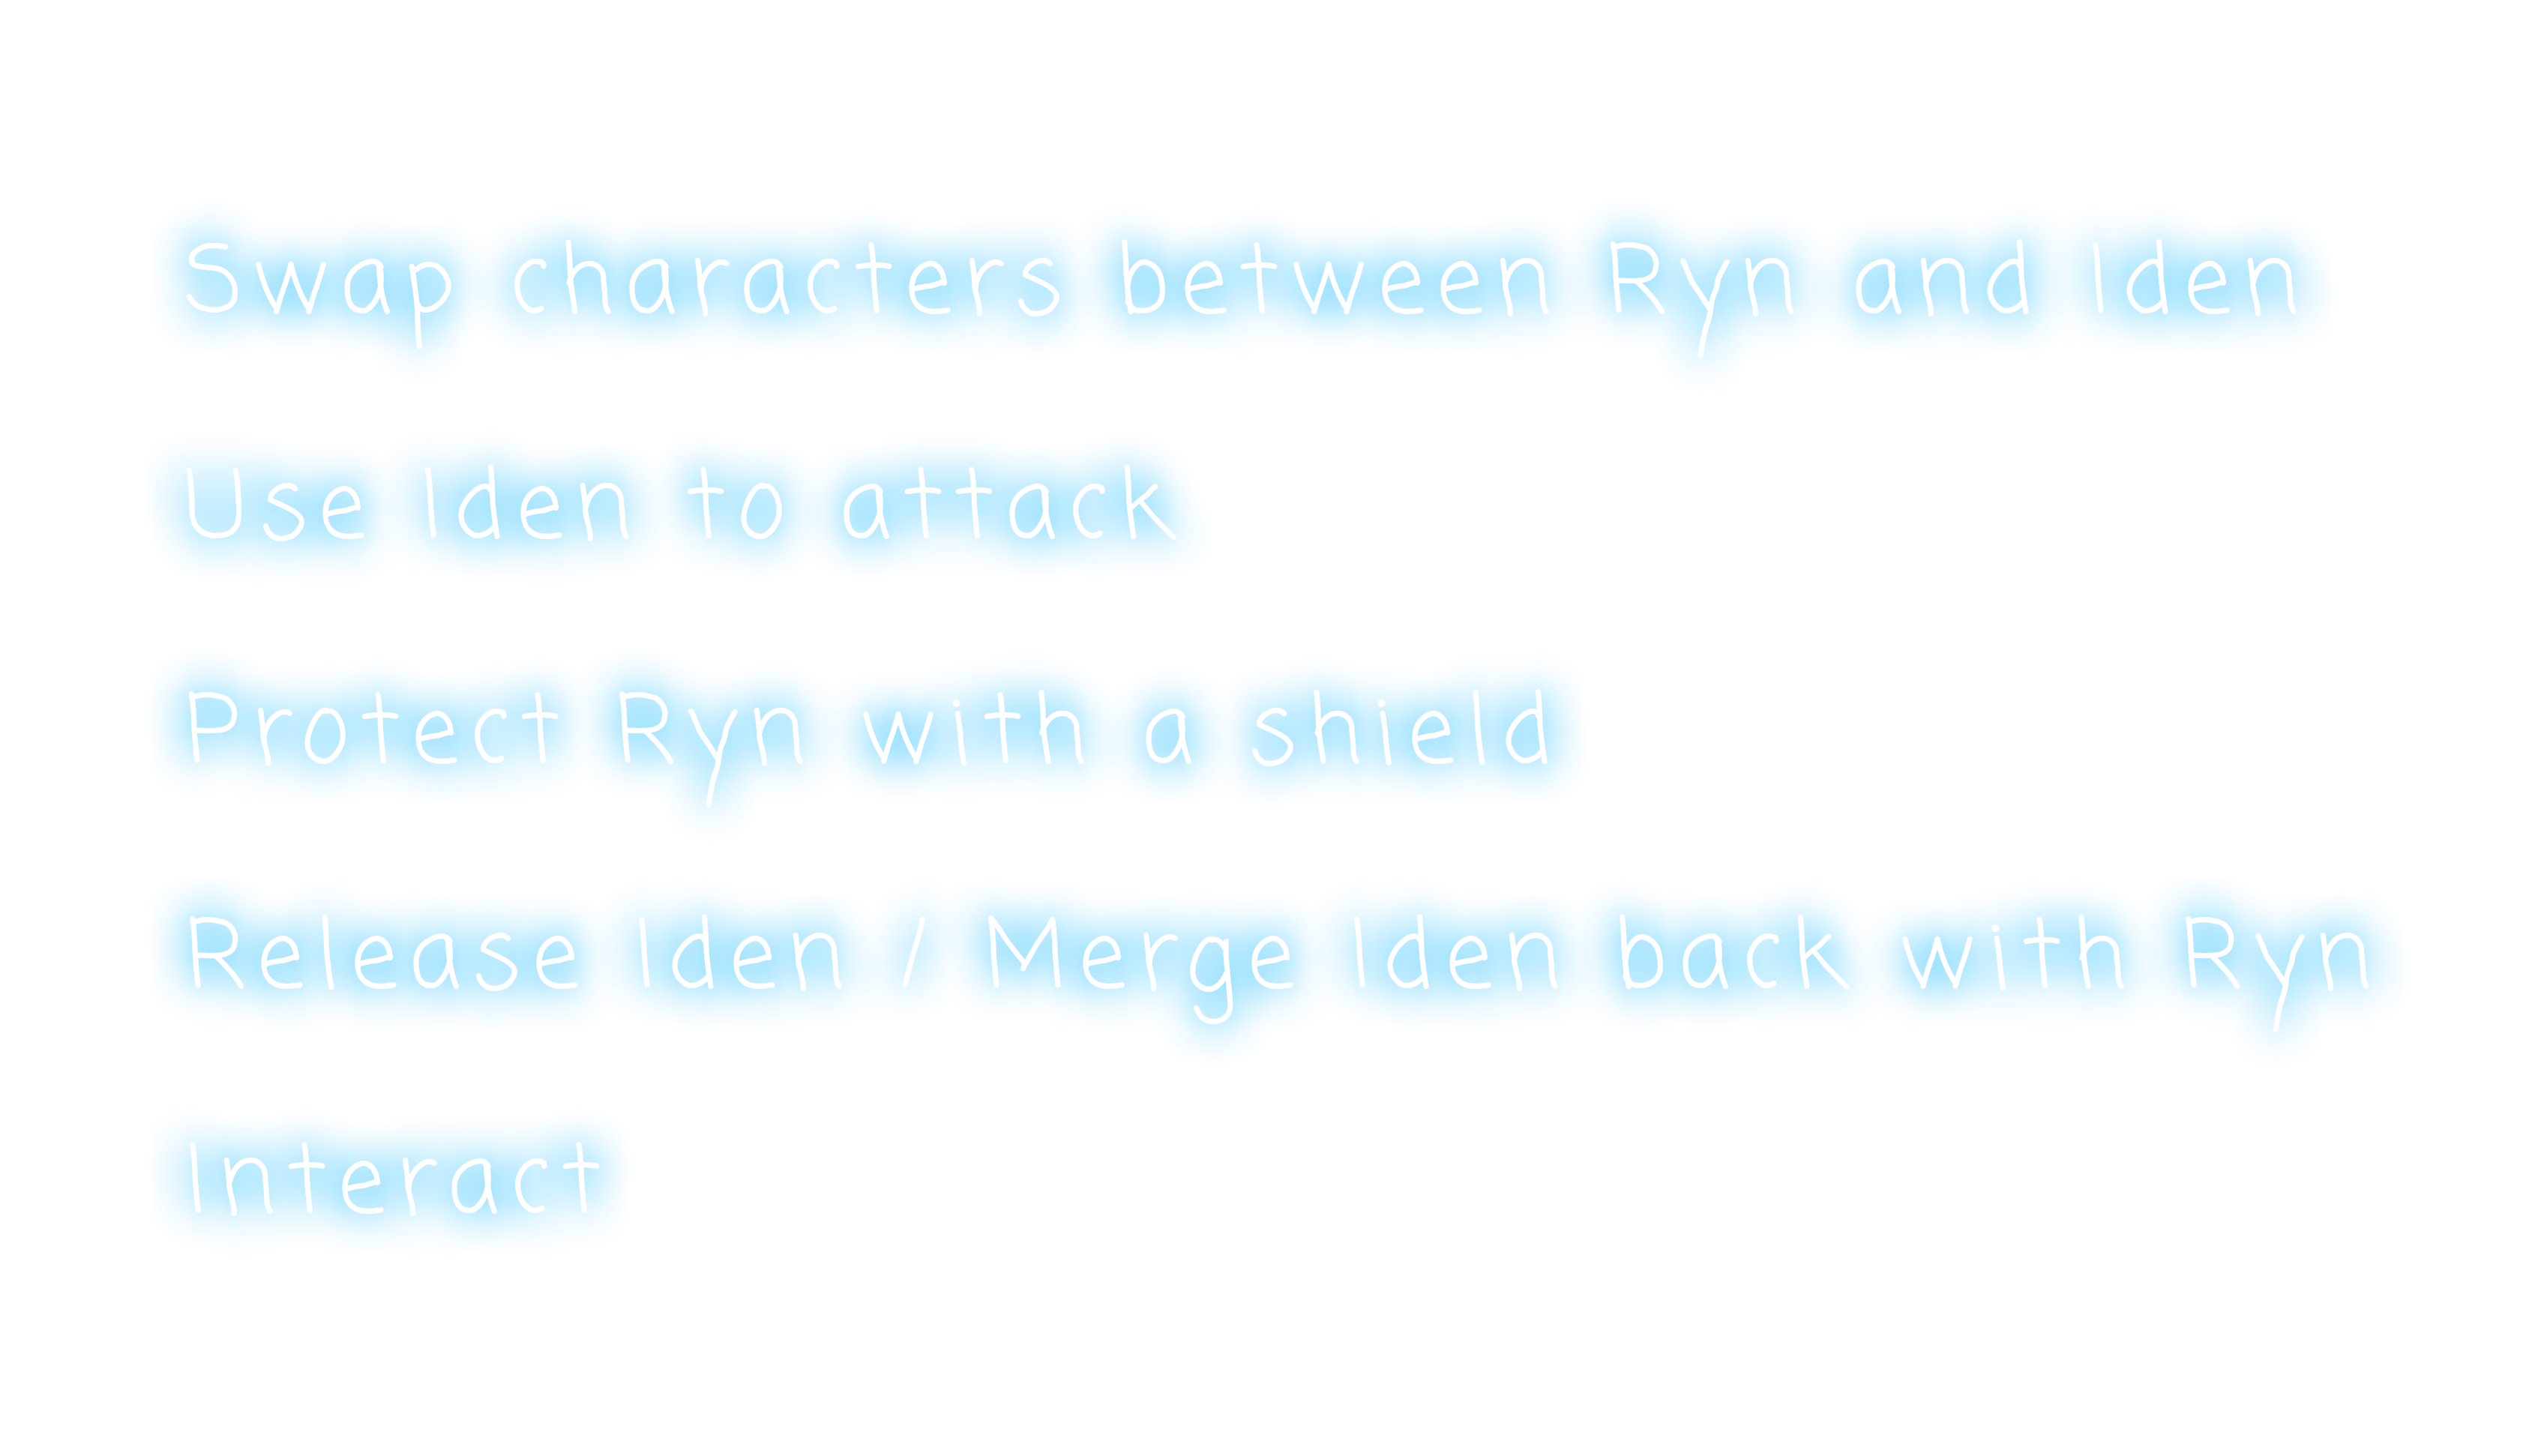 Swap characters between Ryn and Iden
Use Iden to attack
Protect Ryn with a shield
Release Iden / Merge Iden back with Ryn
Interact